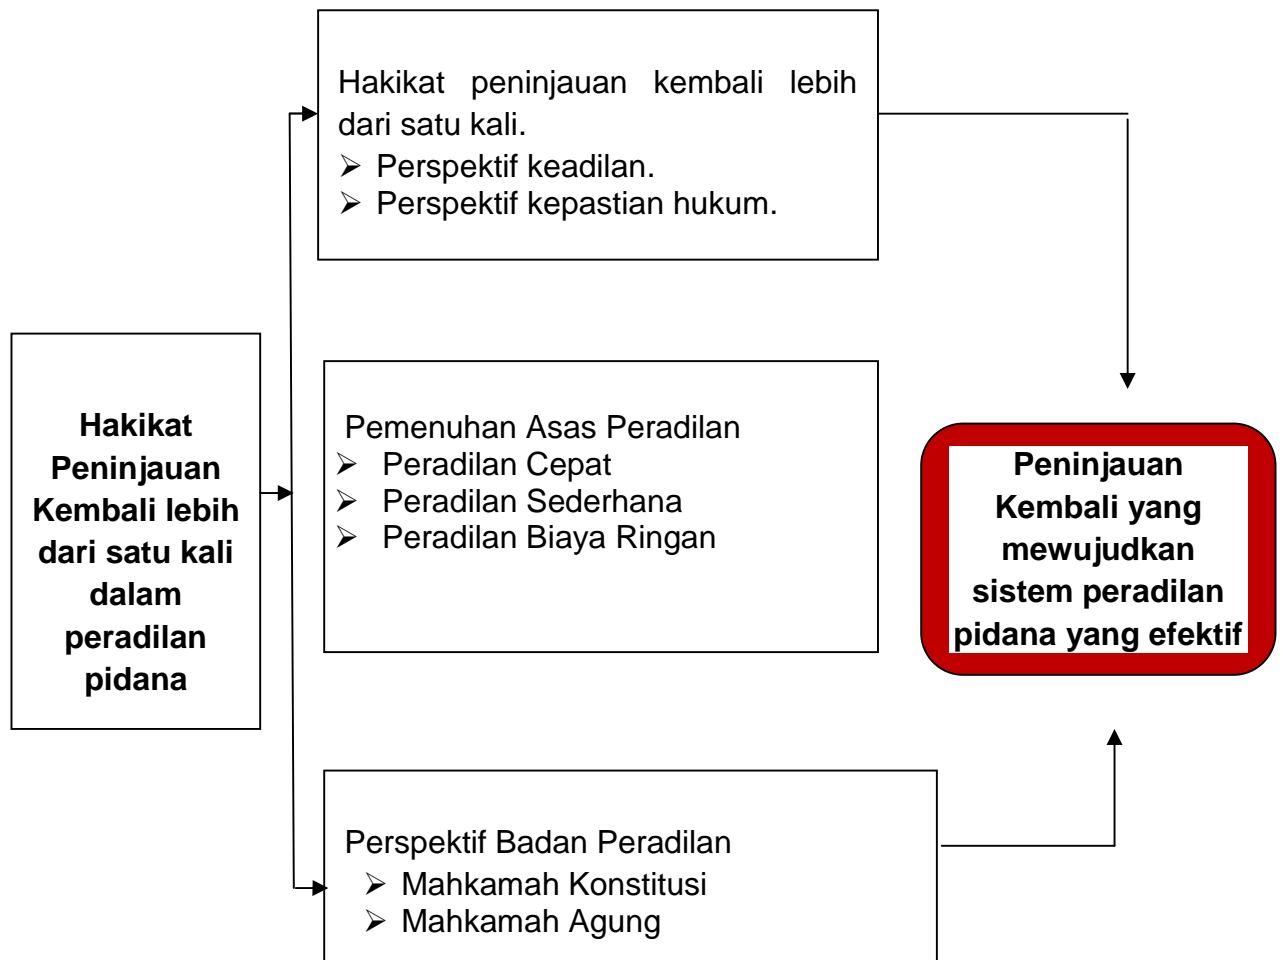 Hakikat peninjauan kembali lebih
dari satu kali.
➢ Perspektif keadilan.
➢ Perspektif kepastian hukum.
Hakikat
Peninjauan
Kembali lebih
dari satu kali
dalam
peradilan
pidana
Pemenuhan Asas Peradilan
➢ Peradilan Cepat
➢ Peradilan Sederhana
➢ Peradilan Biaya Ringan
Peninjauan
Kembali yang
mewujudkan
sistem peradilan
pidana yang efektif
Perspektif Badan Peradilan
➢ Mahkamah Konstitusi
➢ Mahkamah Agung